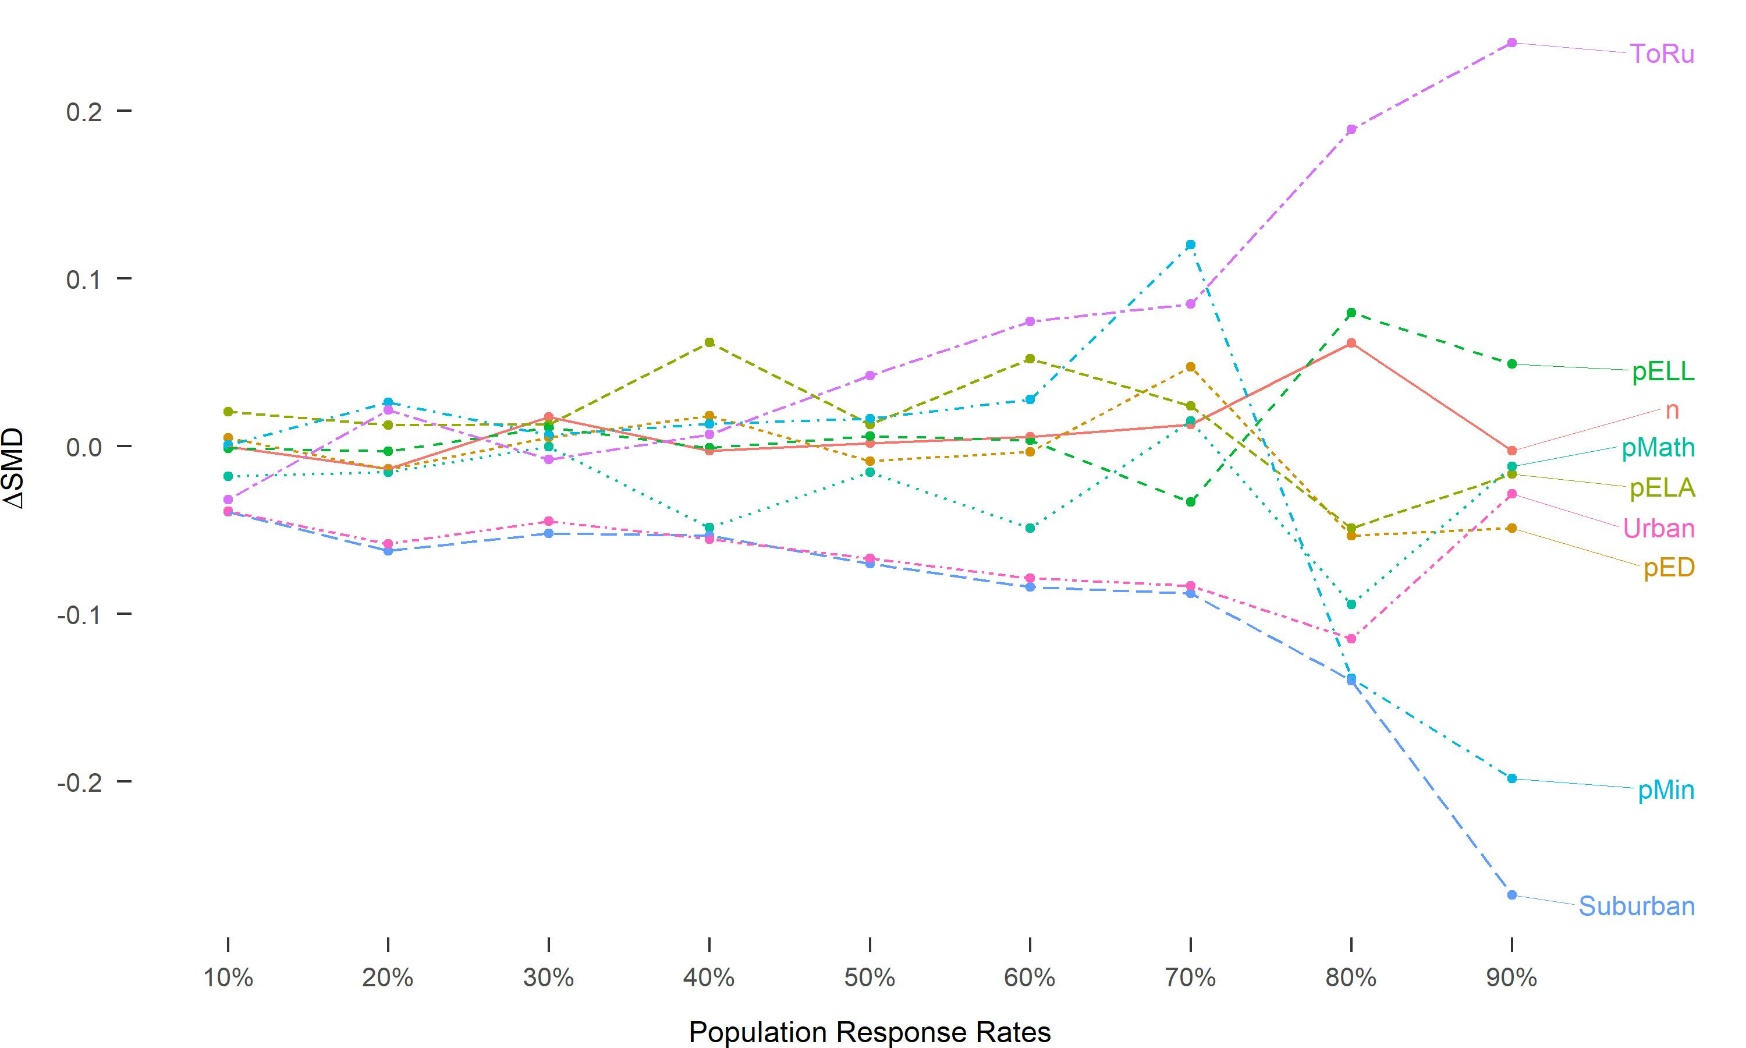 ToRu
0.2
0.1
pELL
n
0.0
pMath
pELA
Urban
pED
-0.1
-0.2
pMin
Suburban
ΔSMD
10% 20% 30% 40% 50% 60% 70% 80% 90%
Population Response Rates